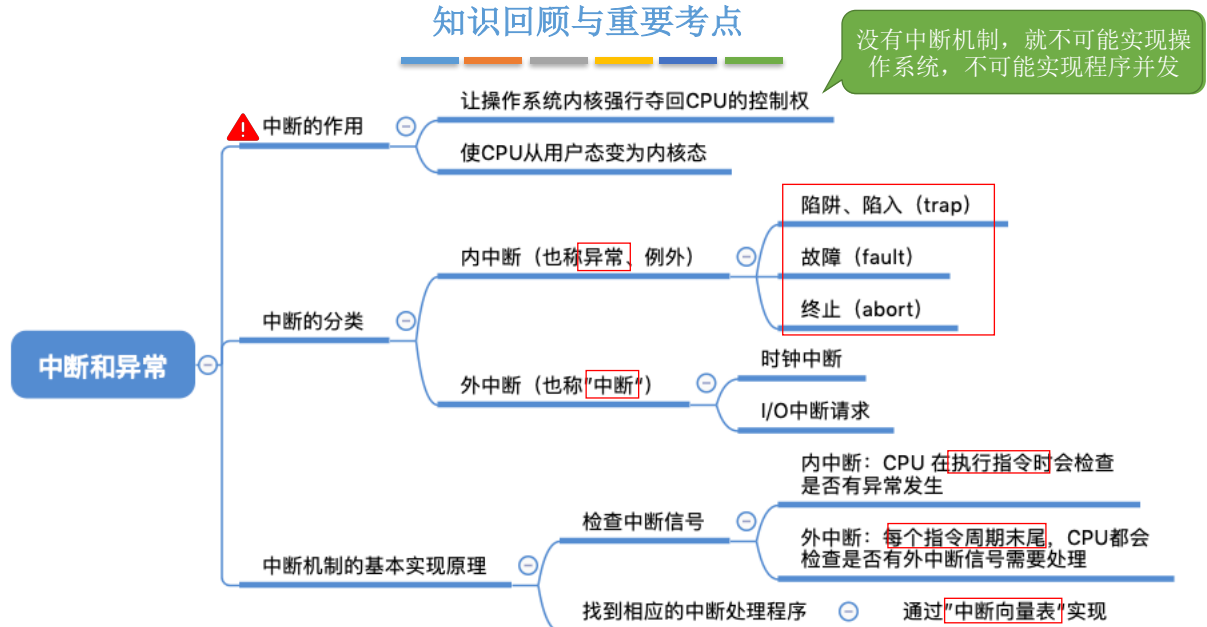 知识回顾与重要考点
没有中断机制，就不可能实现操
作系统，不可能实现程序并发
中断和异常
中断的作用
让操作系统内核强行夺回CPU的控制权
使CPU从用户态变为内核态
中断的分类
内中断（也称异常、例外）
陷阱、陷入（trap）
故障（fault）
终止（abort）
外中断（也称"中断“）
时钟中断
I/O中断请求
中断机制的基本实现原理
检查中断信号
内中断：CPU 在执行指令时会检查
是否有异常发生
外中断：每个指令周期末尾，CPU都会
检查是否有外中断信号需要处理
找到相应的中断处理程序
通过"中断向量表“实现